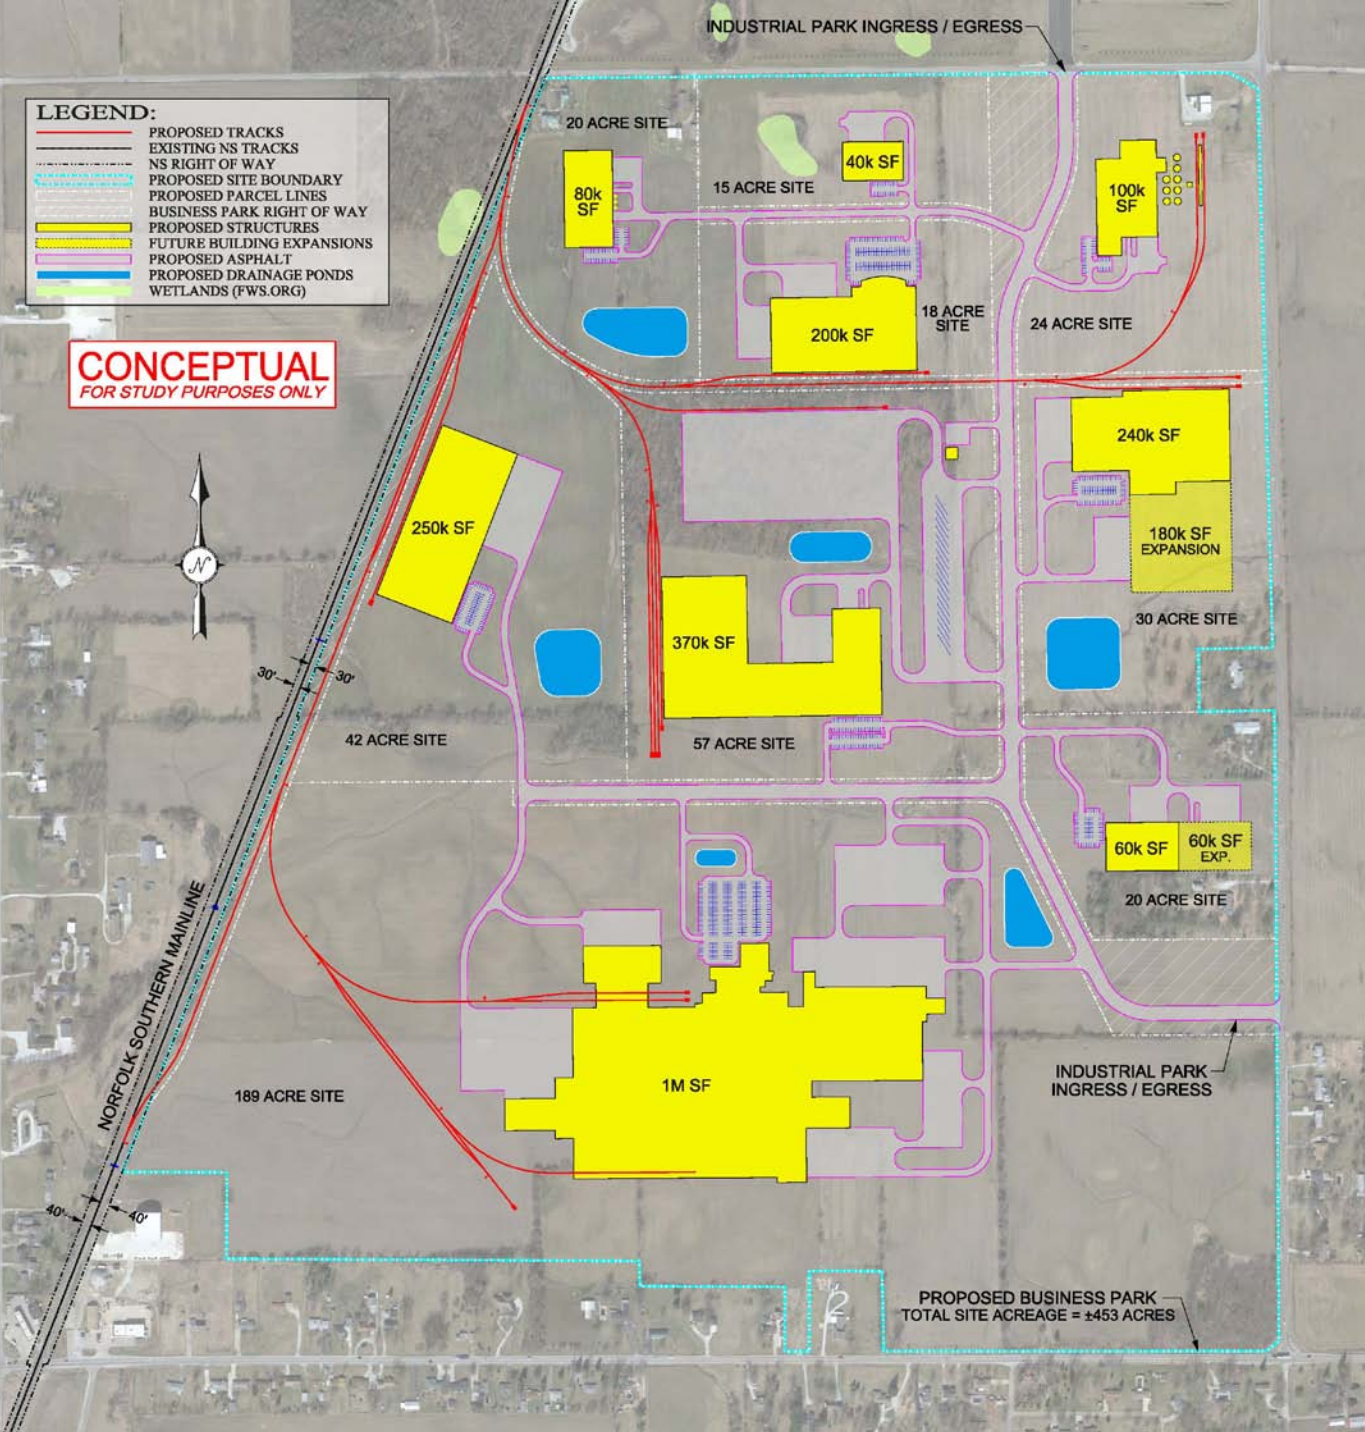 INDUSTRIAL PARK INGRESS / EGRESS
LEGEND:
PROPOSED TRACKS
EXISTING NS TRACKS
NS RIGHT OF WAY
PROPOSED SITE BOUNDARY
PROPOSED PARCEL LINES
BUSINESS PARK RIGHT OF WAY
PROPOSED STRUCTURES
FUTURE BUILDING EXPANSIONS
PROPOSED ASPHALT
PROPOSED DRAINAGE PONDS
WETLANDS (FWS.ORG)
CONCEPTUAL
FOR STUDY PURPOSES ONLY
N
20 ACRE SITE
80k
SF
15 ACRE SITE
40k SF
100k
SF
200k SF
18 ACRE
SITE
24 ACRE SITE
240k SF
180k SF
EXPANSION
30 ACRE SITE
250k SF
370k SF
30'
30'
42 ACRE SITE
57 ACRE SITE
60k SF
60k SF
EXP.
20 ACRE SITE
NORFOLK SOUTHERN MAINLINE
189 ACRE SITE
1M SF
INDUSTRIAL PARK
INGRESS / EGRESS
40'
40'
PROPOSED BUSINESS PARK
TOTAL SITE ACREAGE = ±453 ACRES